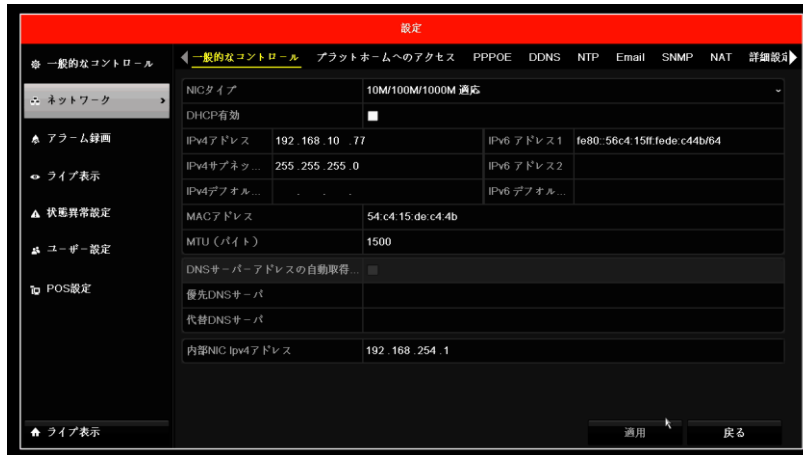 設定
一般的なコントロール
ネットワーク
アラーム録画
ライブ表示
状態異常設定
ユーザー設定
POS設定
ライブ表示
一般的なコントロール プラットホームへのアクセス PPPOE DDNS NTP Email SNMP NAT 詳細設定
NICタイプ 10M/100M/1000M 適応
DHCP有効
IPv4アドレス 192.168.10.77 IPv6 アドレス1 fe80::56c4:15ff:fede:c44b/64
IPv4サブネッ... 255.255.255.0 IPv6 アドレス2
IPv4デフオル... . . . IPv6 デフオル...
MACアドレス 54:c4:15:de:c4:4b
MTU (バイト) 1500
DNSサーバーアドレスの自動取得...
優先DNSサーバ
代替DNSサーバ
内部NIC Ipv4アドレス 192.168.254.1
適用 戻る